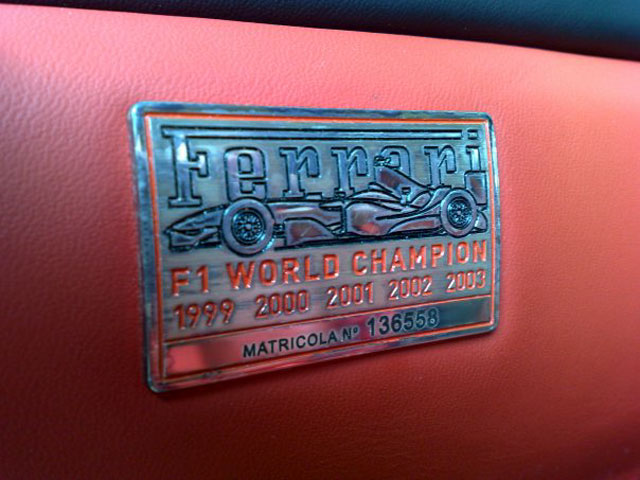 Ferrari
F1 WORLD CHAMPION
1999 2000 2001 2002 2003
MATRICOLA Nº 136558